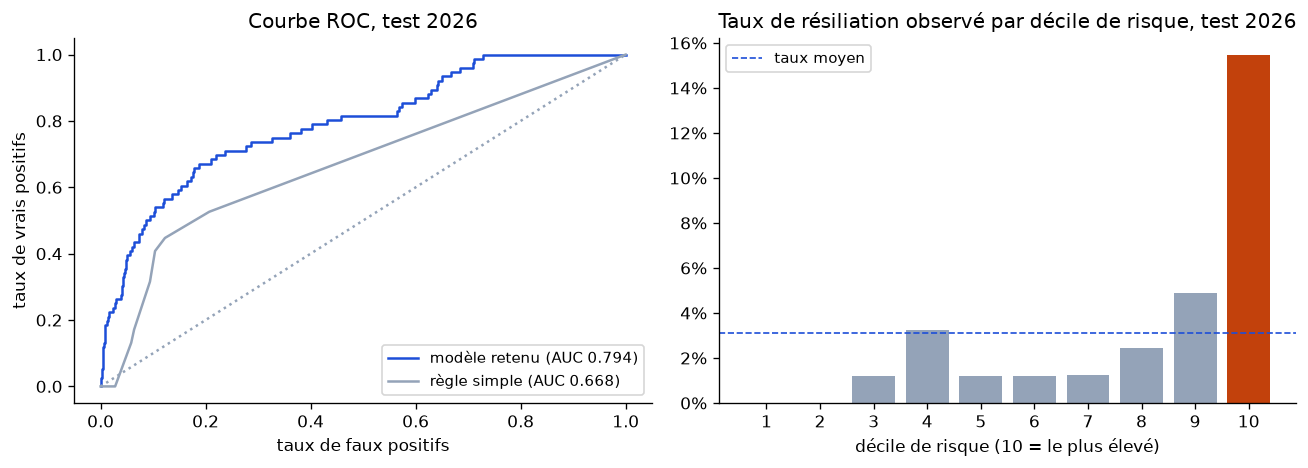 Courbe ROC, test 2026
taux de vrais positifs
1.0
0.8
0.6
0.4
0.2
0.0
0.0 0.2 0.4 0.6 0.8 1.0
taux de faux positifs
modèle retenu (AUC 0.794)
règle simple (AUC 0.668)
Taux de résiliation observé par décile de risque, test 2026
taux moyen
16%
14%
12%
10%
8%
6%
4%
2%
0%
1 2 3 4 5 6 7 8 9 10
décile de risque (10 = le plus élevé)